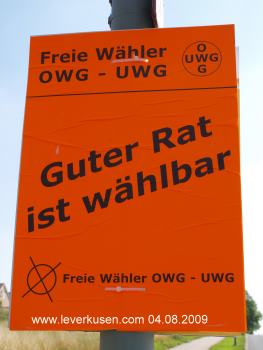 Freie Wähler
OWG - UWG
O
UWG
G
Guter Rat
ist wählbar
Freie Wähler OWG - UWG
www.leverkusen.com 04.08.2009